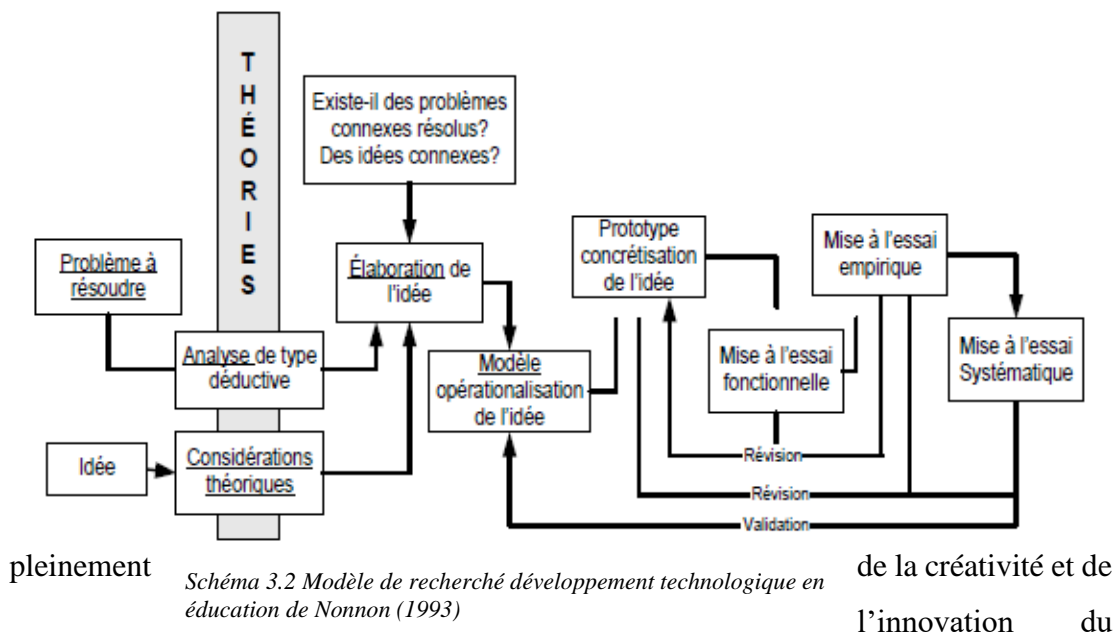 THÉORIES
Existe-il des problèmes
connexes résolus?
Des idées connexes?
Problème à
résoudre
Élaboration de
l'idée
Prototype
concrétisation
de l'idée
Mise à l'essai
empirique
Analyse de type
déductive
Modèle
opérationalisation
de l'idée
Mise à l'essai
fonctionnelle
Mise à l'essai
Systématique
Idée
Considérations
théoriques
Révision
Révision
Validation
pleinement
Schéma 3.2 Modèle de recherché développement technologique en
éducation de Nonnon (1993)
de la créativité et de
l'innovation du